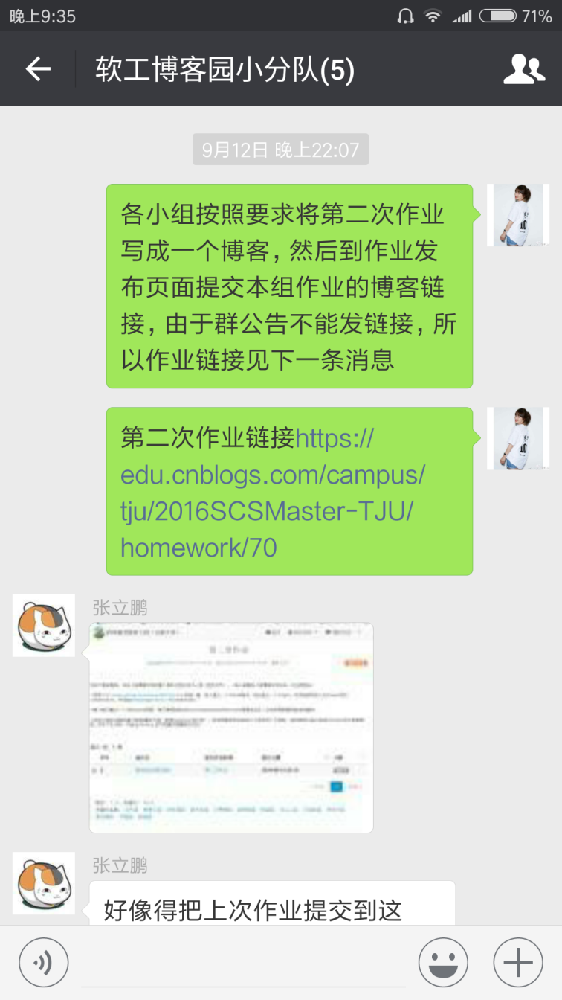 晚上9:35
71%
软工博客园小分队(5)
9月12日 晚上22:07
各小组按照要求将第二次作业
写成一个博客，然后到作业发
布页面提交本组作业的博客链
接，由于群公告不能发链接，所
以作业链接见下一条消息
第二次作业链接https://
edu.cnblogs.com/campus/
tju/2016SCSMaster-TJU/
homework/70
张立鹏
张立鹏
好像得把上次作业提交到这